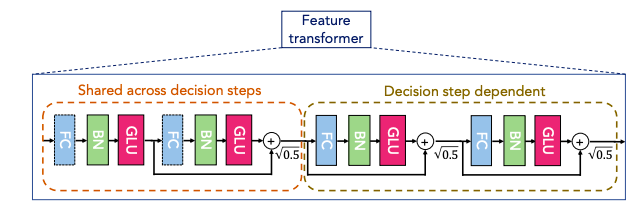 Feature
transformer
Shared across decision steps
Decision step dependent
FC
BN
GLU
FC
BN
GLU
+
√0.5
FC
BN
GLU
+
√0.5
FC
BN
GLU
+
√0.5